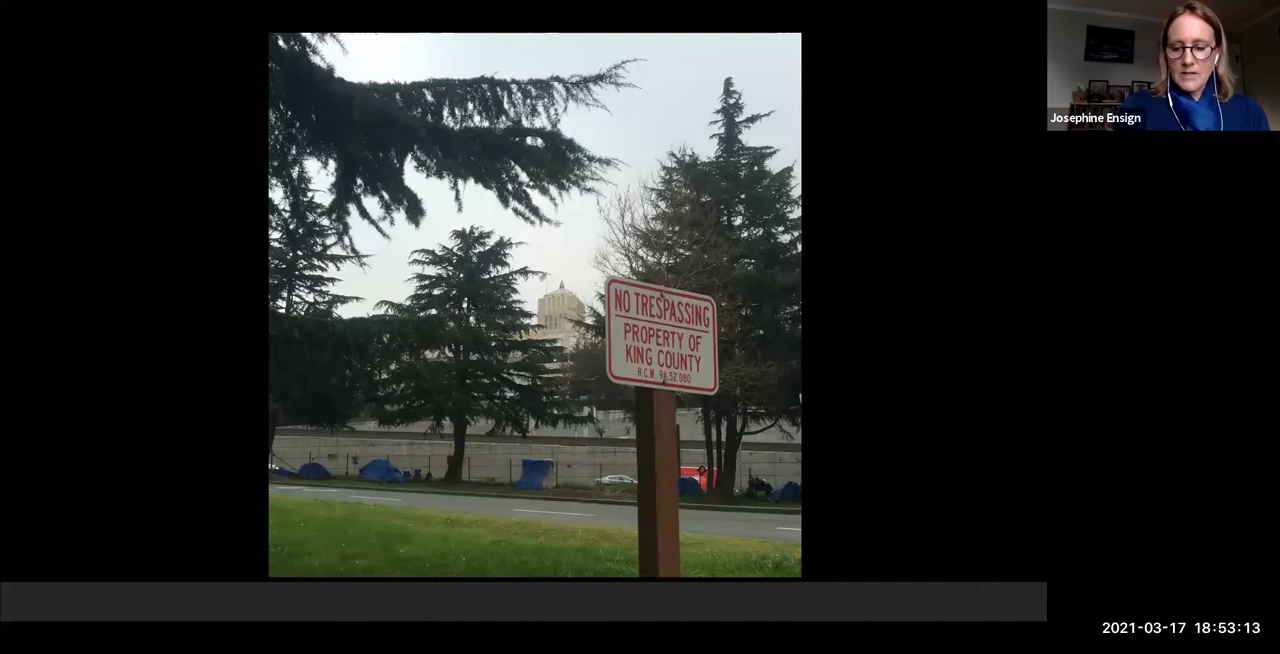 Josephine Ensign
NO TRESPASSING
PROPERTY OF
KING COUNTY
R.C.W. 9A.52.080
2021-03-17 18:53:13